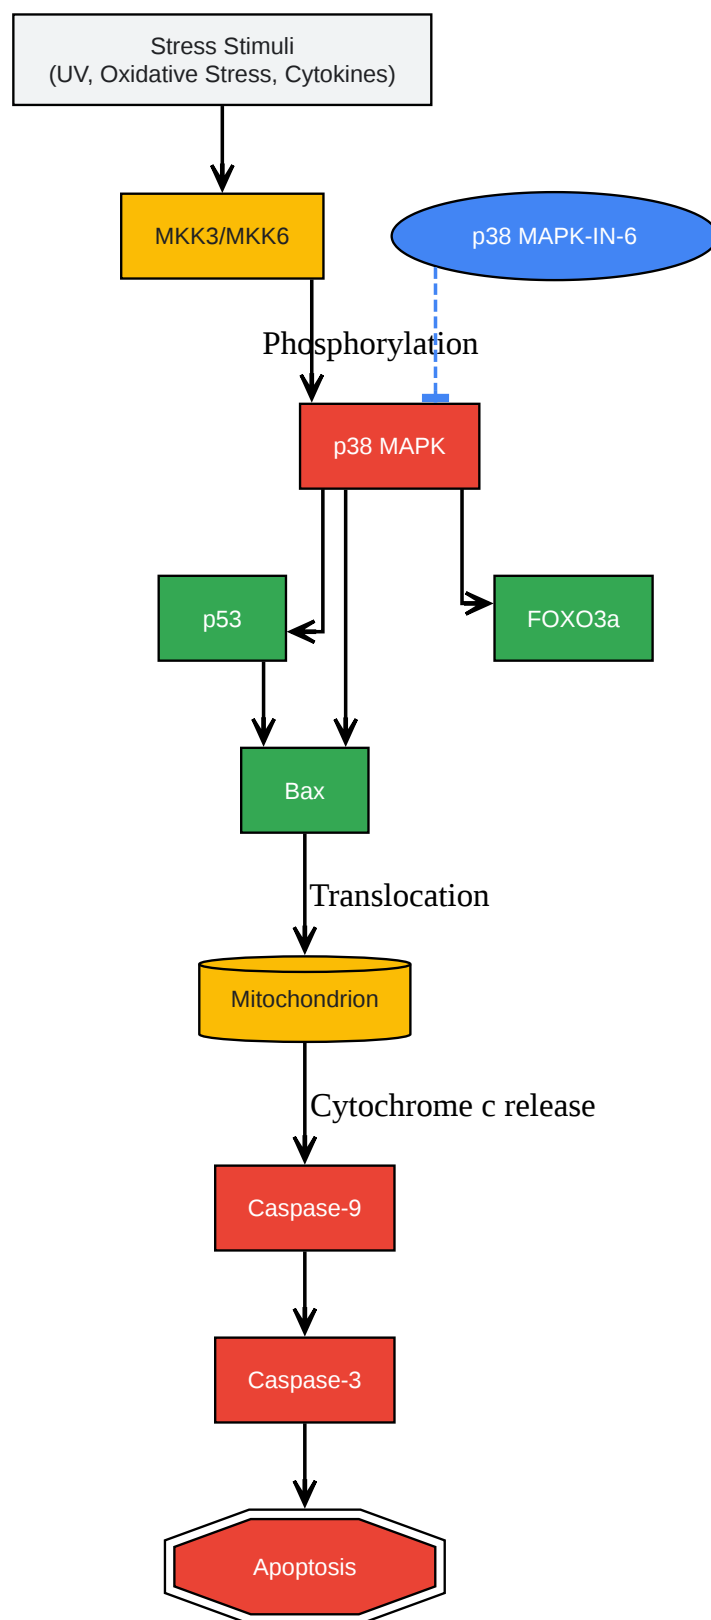 Stress Stimuli
(UV, Oxidative Stress, Cytokines)
MKK3/MKK6
p38 MAPK-IN-6
Phosphorylation
p38 MAPK
p53
FOXO3a
Bax
Translocation
Mitochondrion
Cytochrome c release
Caspase-9
Caspase-3
Apoptosis